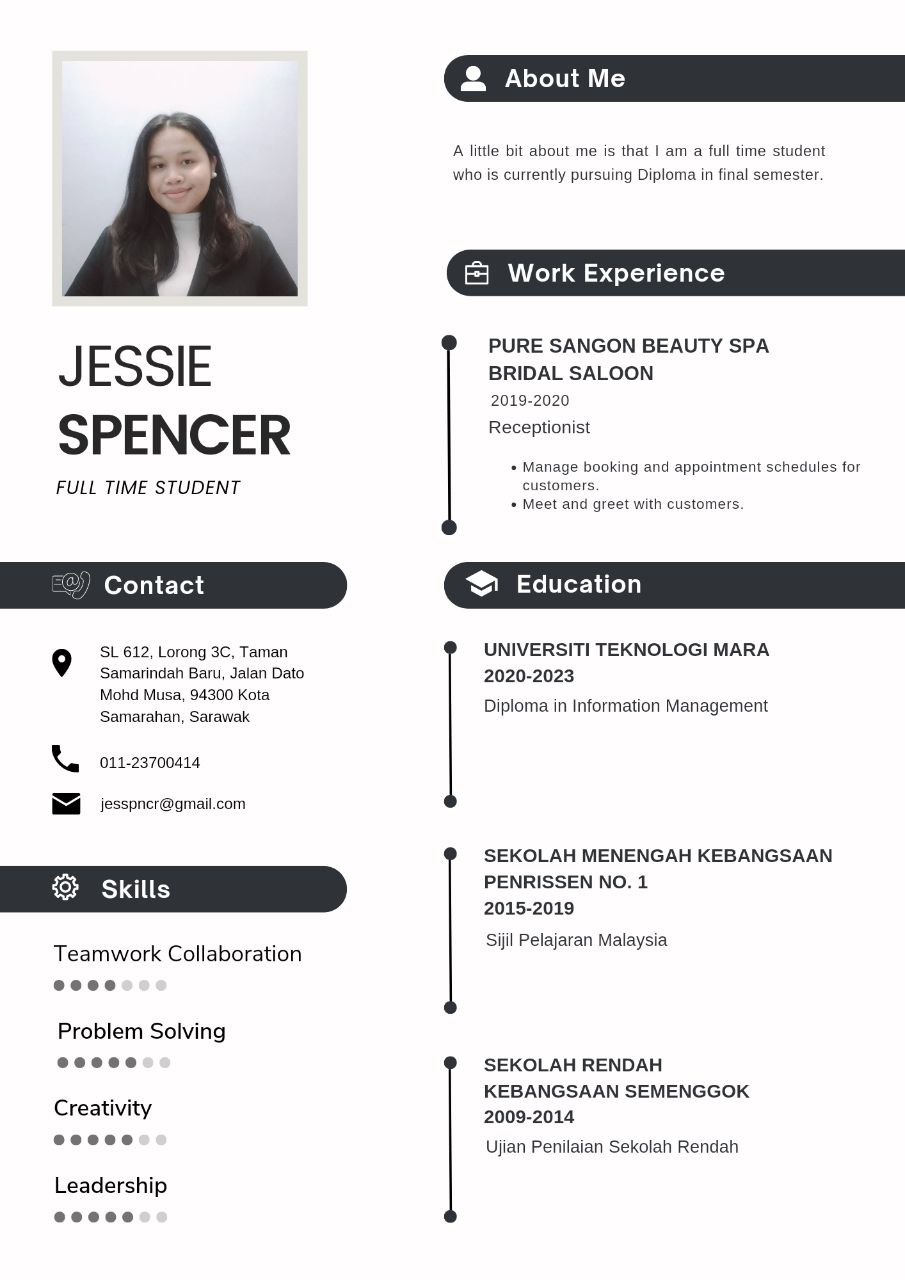 JESSIE
SPENCER
FULL TIME STUDENT
Contact
SL 612, Lorong 3C, Taman
Samarindah Baru, Jalan Dato
Mohd Musa, 94300 Kota
Samarahan, Sarawak
011-23700414
jesspncr@gmail.com
Skills
Teamwork Collaboration
Problem Solving
Creativity
Leadership
About Me
A little bit about me is that I am a full time student
who is currently pursuing Diploma in final semester.
Work Experience
PURE SANGON BEAUTY SPA
BRIDAL SALOON
2019-2020
Receptionist
• Manage booking and appointment schedules for
customers.
• Meet and greet with customers.
Education
UNIVERSITI TEKNOLOGI MARA
2020-2023
Diploma in Information Management
SEKOLAH MENENGAH KEBANGSAAN
PENRISSEN NO. 1
2015-2019
Sijil Pelajaran Malaysia
SEKOLAH RENDAH
KEBANGSAAN SEMENGGOK
2009-2014
Ujian Penilaian Sekolah Rendah